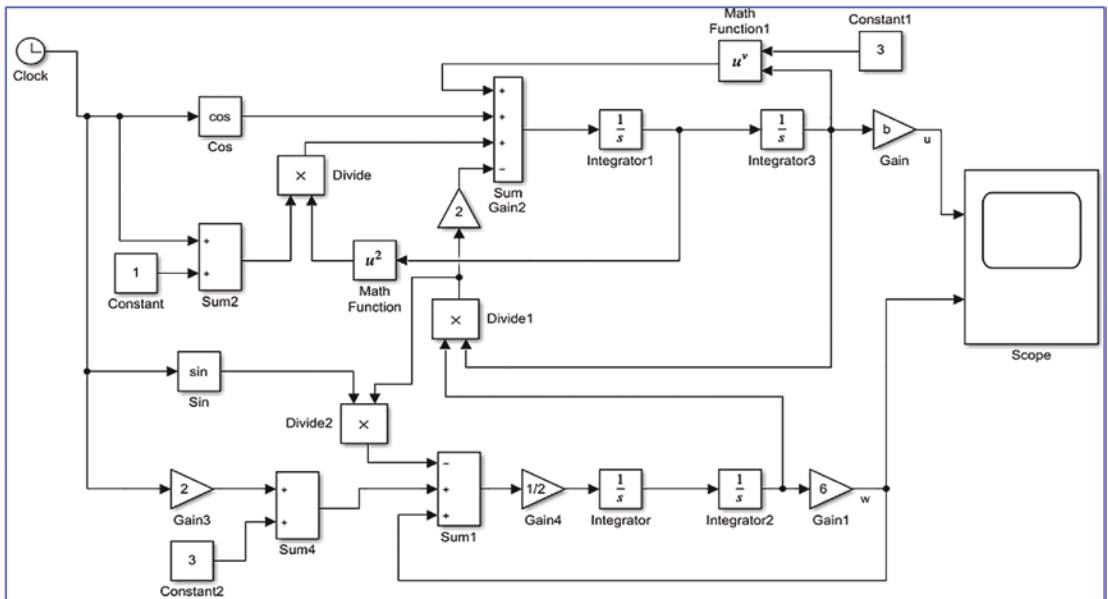 Clock
cos
Cos
×
Divide
+
+
+
−
Sum
Gain2
2
Math
Function1
u^v
Constant1
3
1/s
Integrator1
1/s
Integrator3
b
Gain
u
+
+
Sum2
1
Constant
u²
Math
Function
×
Divide1
Scope
sin
Sin
Divide2
×
2
Gain3
+
+
Sum4
3
Constant2
−
+
+
Sum1
1/2
Gain4
1/s
Integrator
1/s
Integrator2
6
Gain1
w